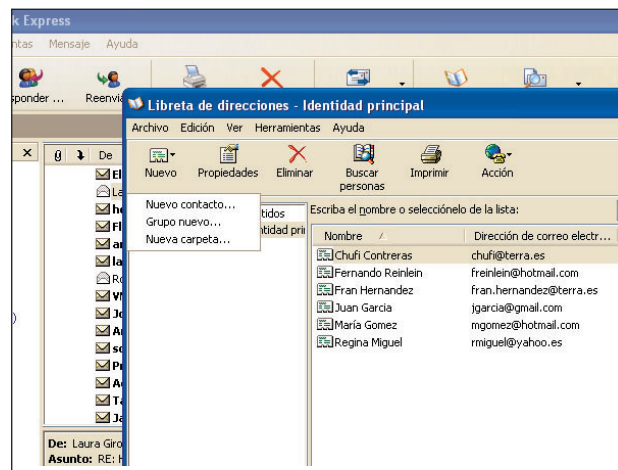 k Express
ntas Mensaje Ayuda
ponder ... Reenvia
Libreta de direcciones - Identidad principal
Archivo Edición Ver Herramientas Ayuda
Nuevo Propiedades Eliminar Buscar personas Imprimir Acción
De
Nuevo contacto...
Grupo nuevo...
Nueva carpeta...
tidos
ntidad pri
Escriba el nombre o selecciónelo de la lista:
Nombre Dirección de correo electr...
Chufi Contreras chufi@terra.es
Fernando Reinlein freinlein@hotmail.com
Fran Hernandez fran.hernandez@terra.es
Juan Garcia jgarcia@gmail.com
María Gomez mgomez@hotmail.com
Regina Miguel rmiguel@yahoo.es
De: Laura Giro
Asunto: RE: H